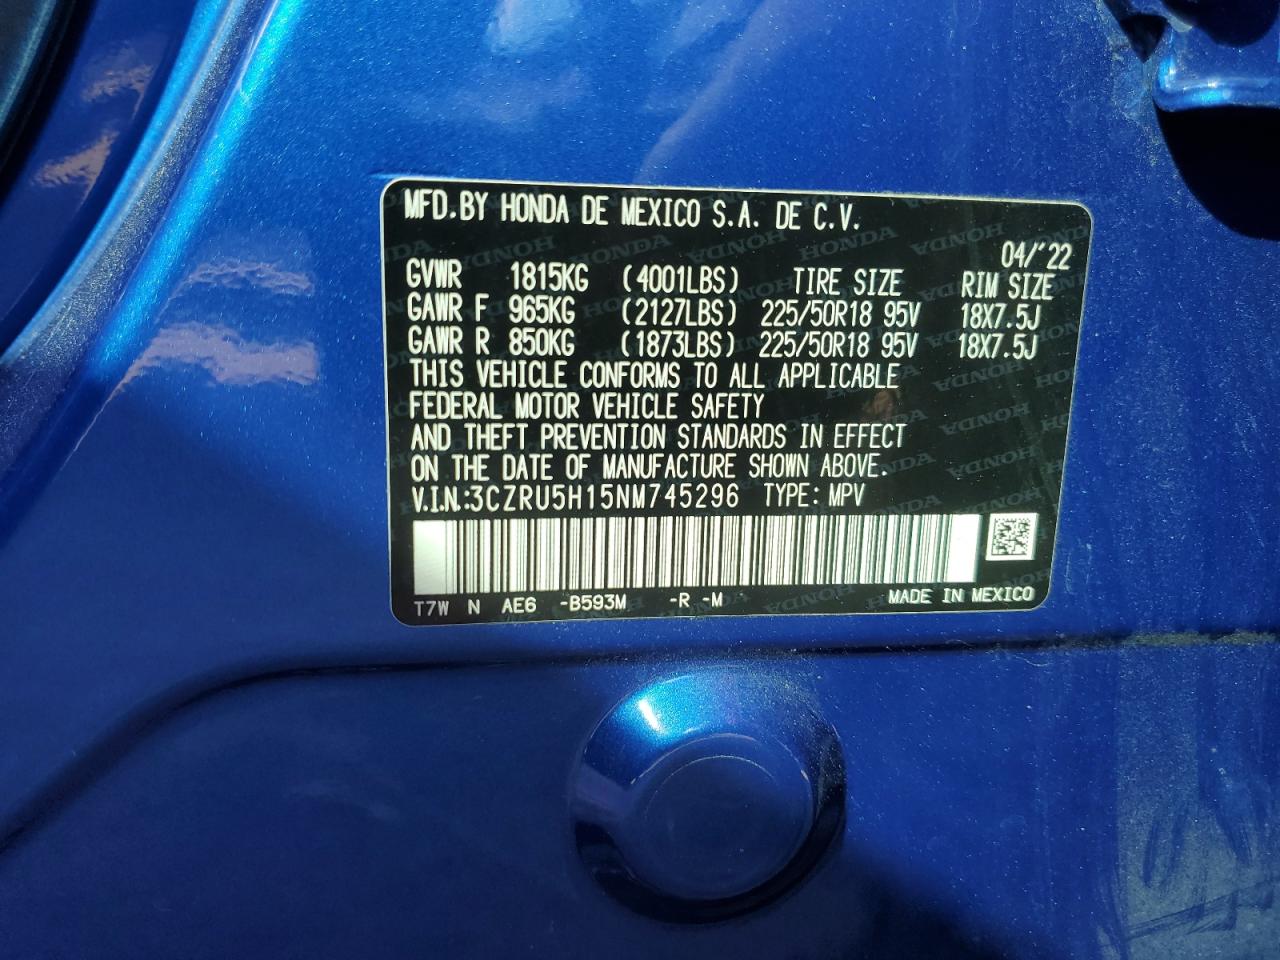 MFD.BY HONDA DE MEXICO S.A. DE C.V.
04/'22
GVWR 1815KG (4001LBS) TIRE SIZE RIM SIZE
GAWR F 965KG (2127LBS) 225/50R18 95V 18X7.5J
GAWR R 850KG (1873LBS) 225/50R18 95V 18X7.5J
THIS VEHICLE CONFORMS TO ALL APPLICABLE
FEDERAL MOTOR VEHICLE SAFETY
AND THEFT PREVENTION STANDARDS IN EFFECT
ON THE DATE OF MANUFACTURE SHOWN ABOVE.
V.I.N.:3CZRU5H15NM745296 TYPE: MPV
T7W N AE6 -B593M -R -M MADE IN MEXICO